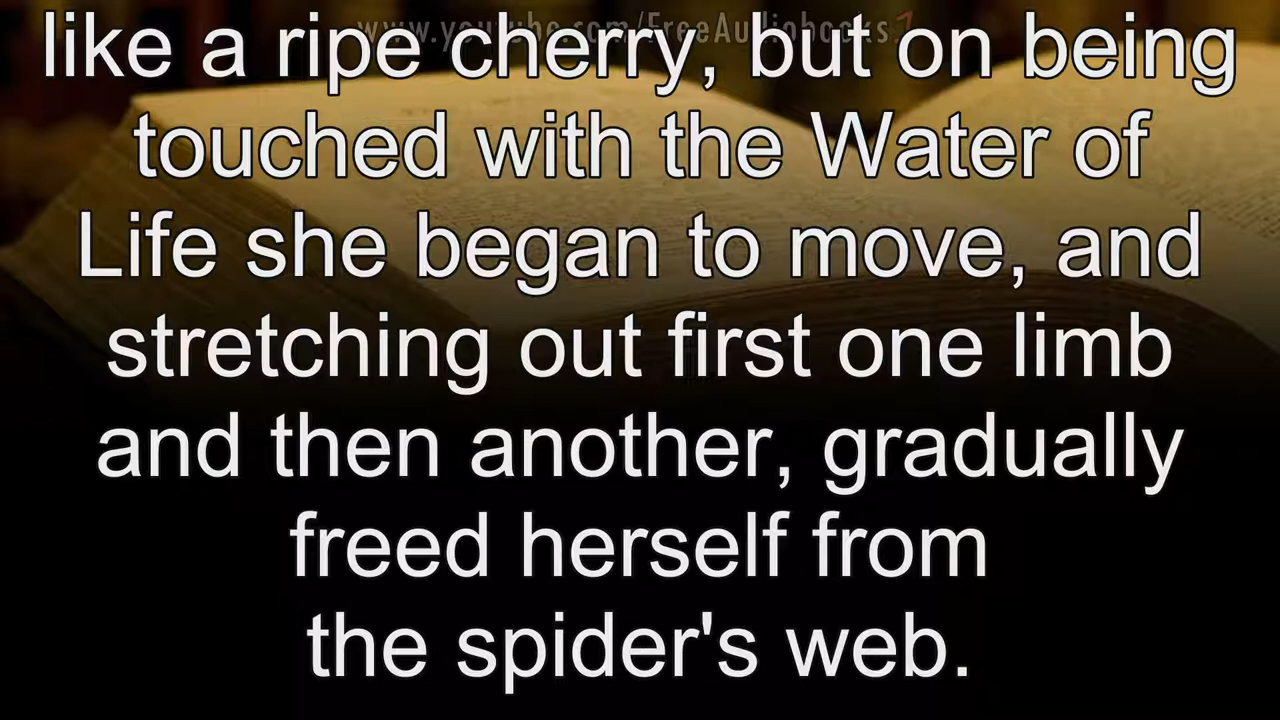 www.youtube.com/FreeAudiobooks
like a ripe cherry, but on being
touched with the Water of
Life she began to move, and
stretching out first one limb
and then another, gradually
freed herself from
the spider's web.